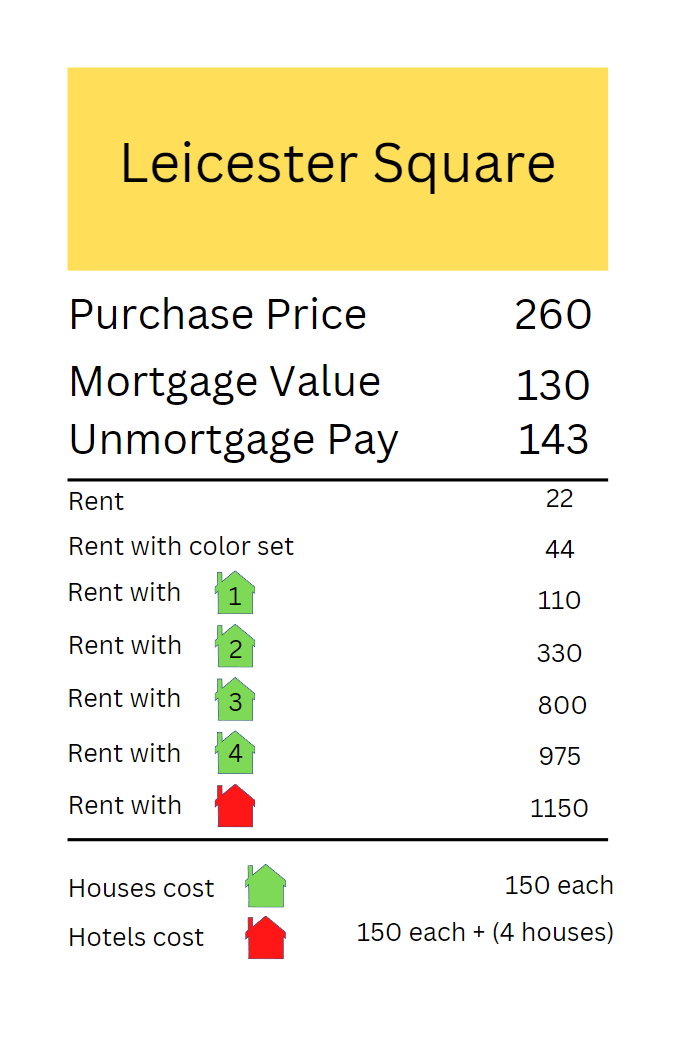 Leicester Square
Purchase Price 260
Mortgage Value 130
Unmortgage Pay 143
Rent 22
Rent with color set 44
Rent with 1 110
Rent with 2 330
Rent with 3 800
Rent with 4 975
Rent with 1150
Houses cost 150 each
Hotels cost 150 each + (4 houses)